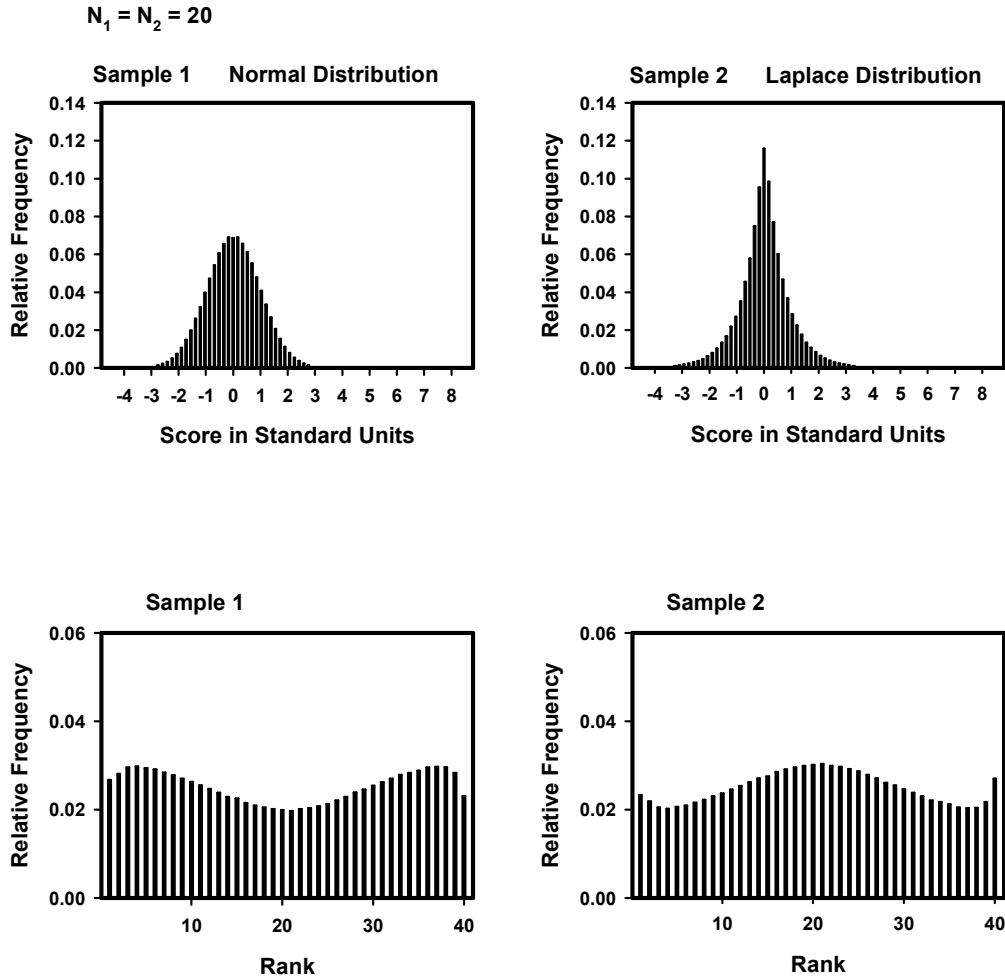 N1 = N2 = 20
Sample 1 Normal Distribution
0.14
0.12
0.10
0.08
0.06
0.04
0.02
0.00
Relative Frequency
-4 -3 -2 -1 0 1 2 3 4 5 6 7 8
Score in Standard Units
Sample 2 Laplace Distribution
0.14
0.12
0.10
0.08
0.06
0.04
0.02
0.00
Relative Frequency
-4 -3 -2 -1 0 1 2 3 4 5 6 7 8
Score in Standard Units
Sample 1
0.06
0.04
0.02
0.00
Relative Frequency
10 20 30 40
Rank
Sample 2
0.06
0.04
0.02
0.00
Relative Frequency
10 20 30 40
Rank